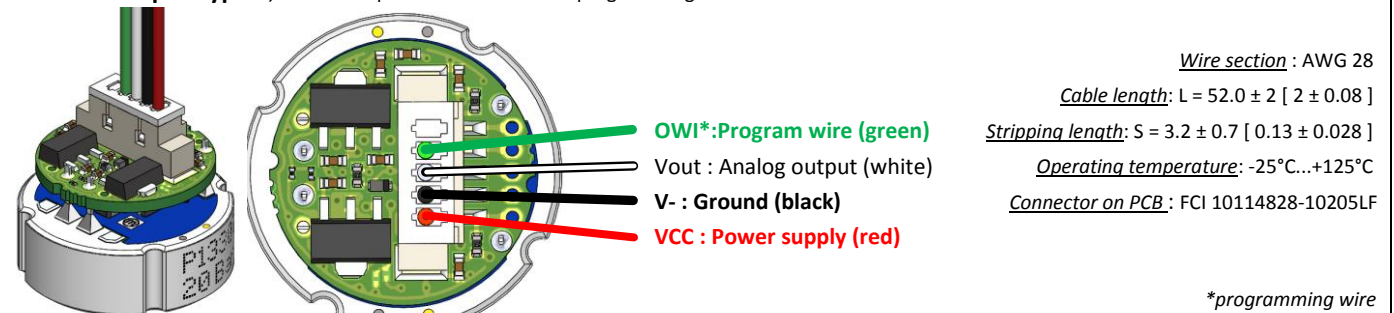 OWI*:Program wire (green)
Vout : Analog output (white)
V- : Ground (black)
VCC : Power supply (red)
Wire section : AWG 28
Cable length: L = 52.0 ± 2 [ 2 ± 0.08 ]
Stripping length: S = 3.2 ± 0.7 [ 0.13 ± 0.028 ]
Operating temperature: -25°C...+125°C
Connector on PCB : FCI 10114828-10205LF
*programming wire